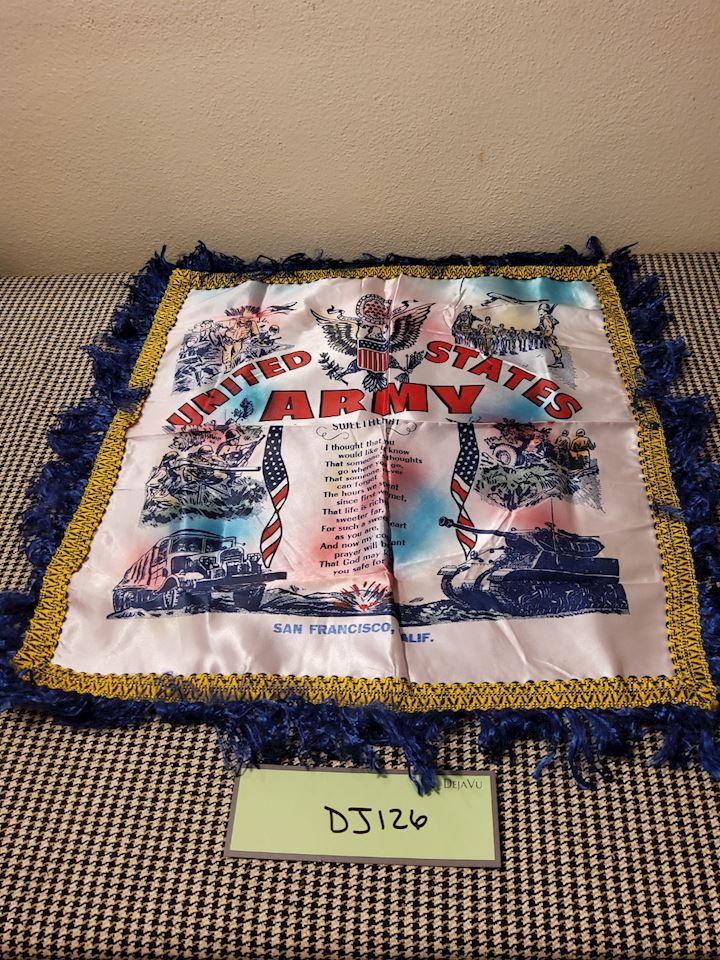 UNITED STATES
ARMY
SWEETHEART
I thought that you
would like to know
That someone's thoughts
go where you go,
That someone never
can forget
The hours we spent
since first we met,
That life is richer,
sweeter far
For such a sweetheart
as you are,
And now my constant
prayer will be
That God may keep
you safe for me
SAN FRANCISCO, CALIF.
DEJAVU
DJ126